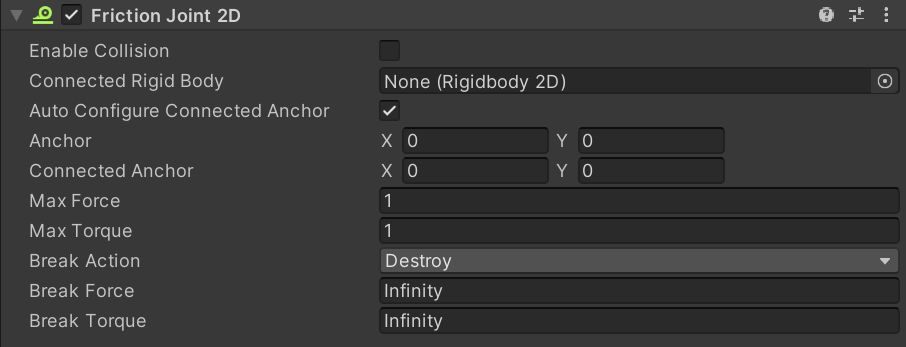 Friction Joint 2D
Enable Collision
Connected Rigid Body None (Rigidbody 2D)
Auto Configure Connected Anchor
Anchor X 0 Y 0
Connected Anchor X 0 Y 0
Max Force 1
Max Torque 1
Break Action Destroy
Break Force Infinity
Break Torque Infinity